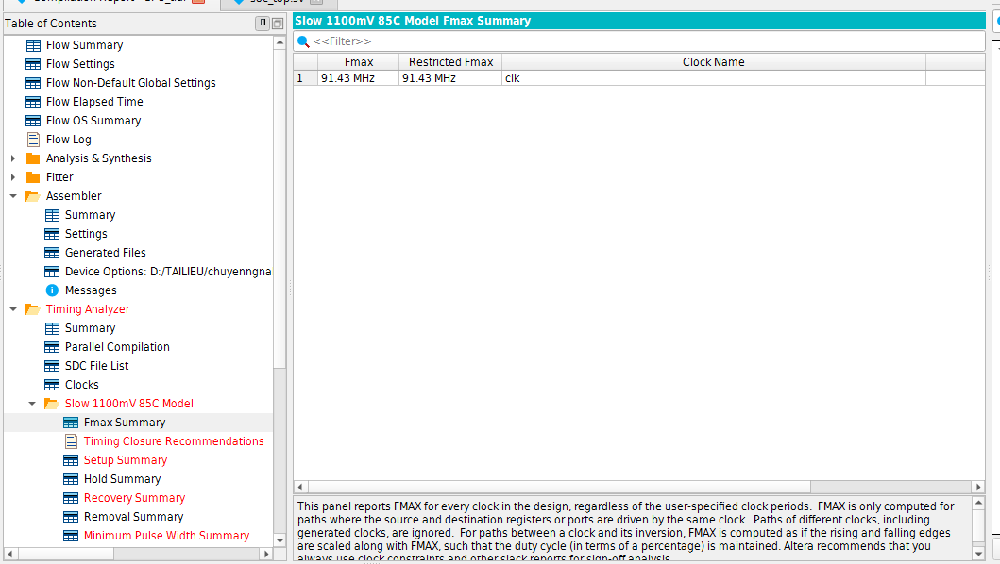 soc_top.sv
Table of Contents
Flow Summary
Flow Settings
Flow Non-Default Global Settings
Flow Elapsed Time
Flow OS Summary
Flow Log
Analysis & Synthesis
Fitter
Assembler
Summary
Settings
Generated Files
Device Options: D:/TAILIEU/chuyenngna
Messages
Timing Analyzer
Summary
Parallel Compilation
SDC File List
Clocks
Slow 1100mV 85C Model
Fmax Summary
Timing Closure Recommendations
Setup Summary
Hold Summary
Recovery Summary
Removal Summary
Minimum Pulse Width Summary
Slow 1100mV 85C Model Fmax Summary
<<Filter>>
Fmax Restricted Fmax Clock Name
1 91.43 MHz 91.43 MHz clk
This panel reports FMAX for every clock in the design, regardless of the user-specified clock periods. FMAX is only computed for
paths where the source and destination registers or ports are driven by the same clock. Paths of different clocks, including
generated clocks, are ignored. For paths between a clock and its inversion, FMAX is computed as if the rising and falling edges
are scaled along with FMAX, such that the duty cycle (in terms of a percentage) is maintained. Altera recommends that you
always use clock constraints and other slack reports for sign-off analysis.